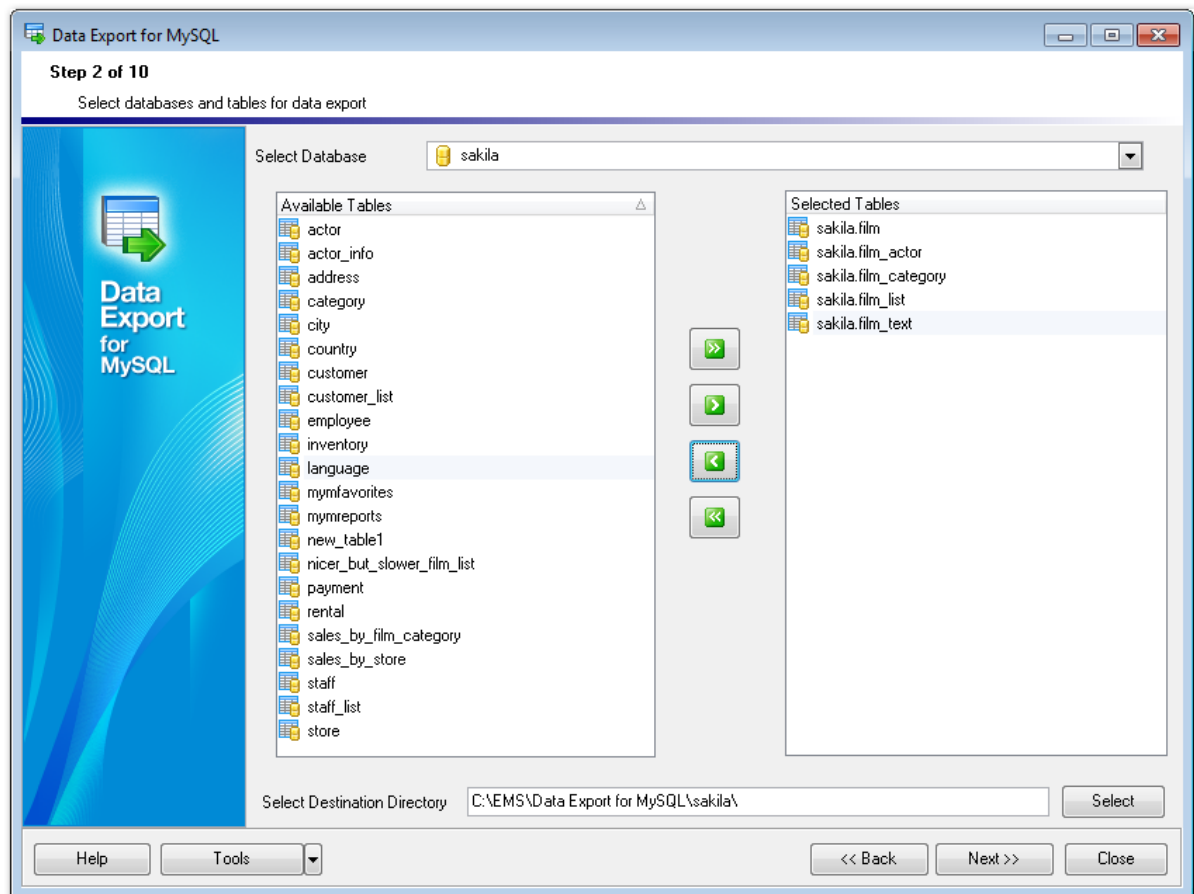 Data Export for MySQL
Step 2 of 10
Select databases and tables for data export
Data
Export
for
MySQL
Select Database
sakila
Available Tables
actor
actor_info
address
category
city
country
customer
customer_list
employee
inventory
language
mymfavorites
mymreports
new_table1
nicer_but_slower_film_list
payment
rental
sales_by_film_category
sales_by_store
staff
staff_list
store
Selected Tables
sakila.film
sakila.film_actor
sakila.film_category
sakila.film_list
sakila.film_text
Select Destination Directory
C:\EMS\Data Export for MySQL\sakila\
Select
Help
Tools
<< Back
Next >>
Close